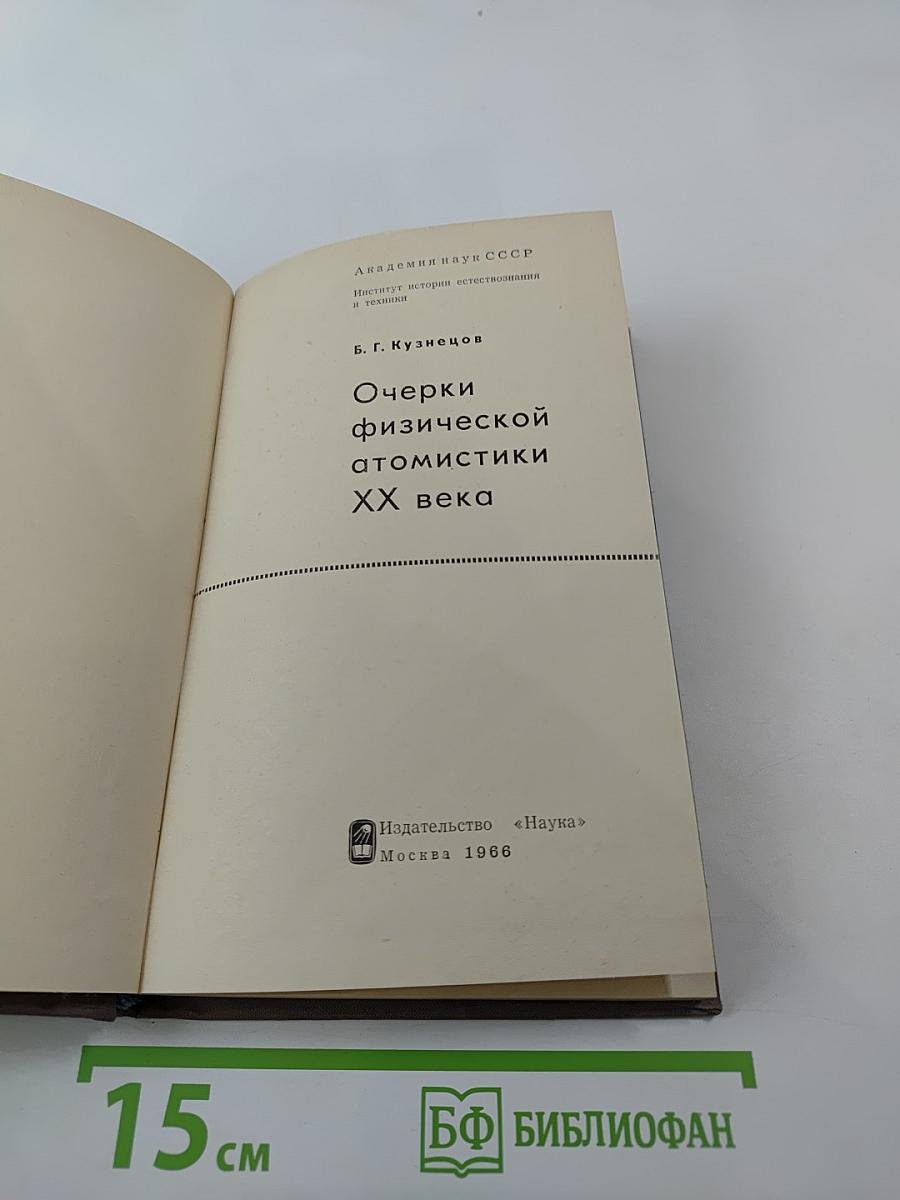 Академия наук СССР
Институт истории естествознания
и техники
Б. Г. Кузнецов
Очерки
физической
атомистики
XX века
Издательство «Наука»
Москва 1966
15 см
БФ БИБЛИОФАН